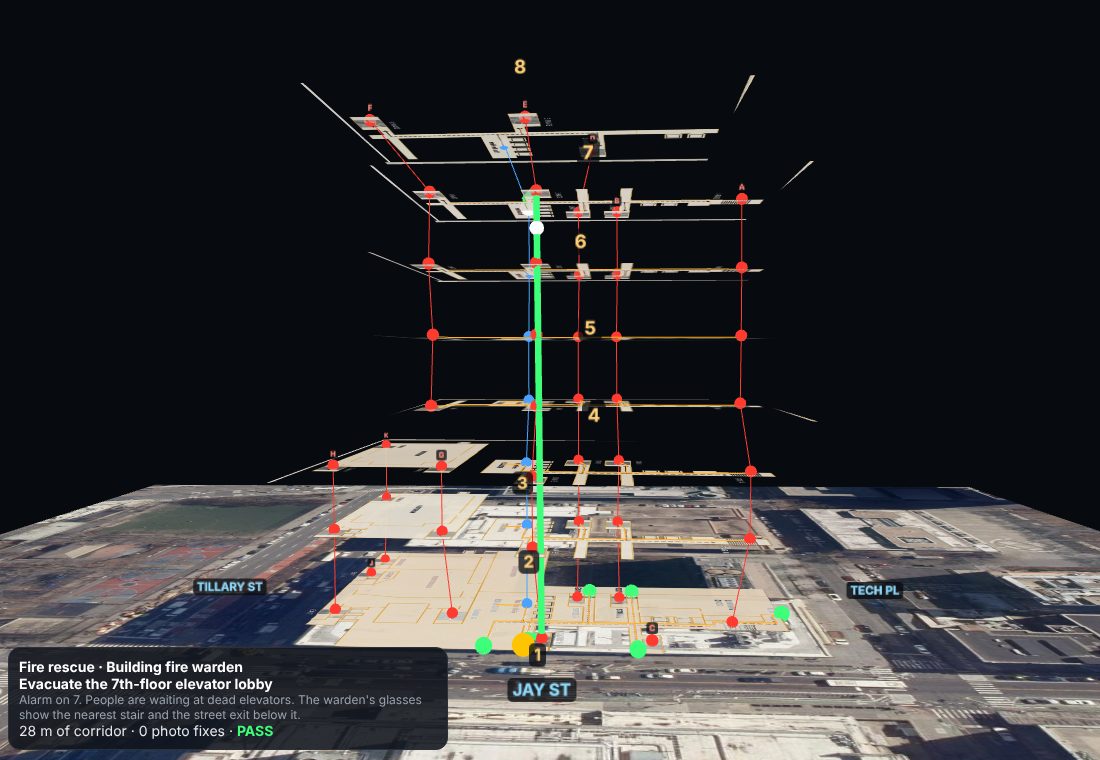 8
F
E
7
A
B
6
5
4
H
K
G
3
2
J
TILLARY ST
TECH PL
C
1
JAY ST
Fire rescue · Building fire warden
Evacuate the 7th-floor elevator lobby
Alarm on 7. People are waiting at dead elevators. The warden's glasses
show the nearest stair and the street exit below it.
28 m of corridor · 0 photo fixes · PASS